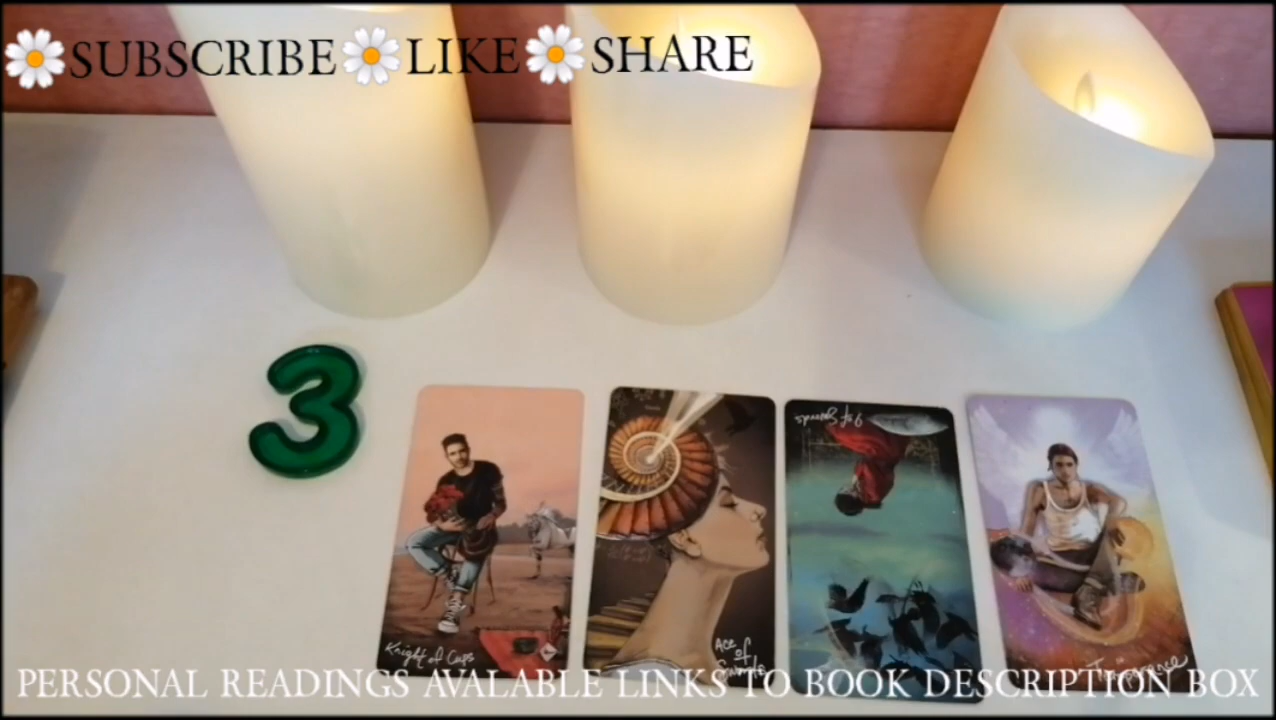 SUBSCRIBE LIKE SHARE
3
Knight of Cups
Ace of Swords
9 of Swords
Temperance
PERSONAL READINGS AVALABLE LINKS TO BOOK DESCRIPTION BOX